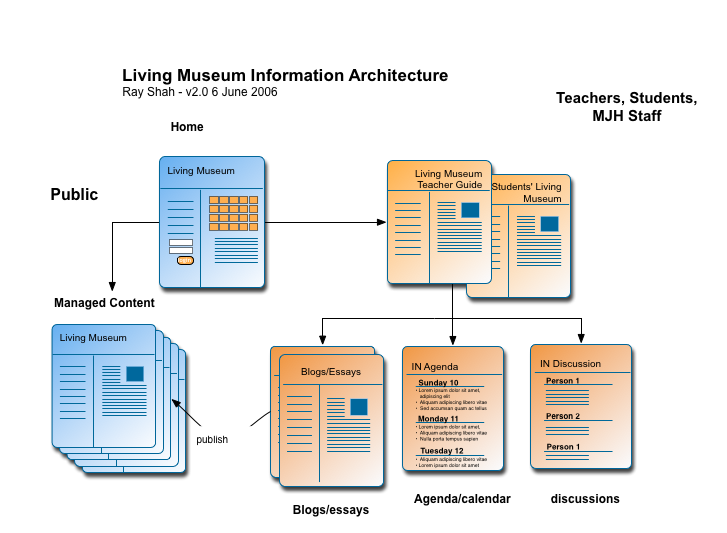 Living Museum Information Architecture
Ray Shah - v2.0 6 June 2006
Teachers, Students,
MJH Staff
Home
Public
Living Museum
Living Museum
Teacher Guide
Students' Living
Museum
Managed Content
Living Museum
publish
Blogs/Essays
IN Agenda
Sunday 10
• Lorem ipsum dolor sit amet,
adipiscing elit
• Aliquam adipiscing libero vitae
• Sed accumsan quam ac tellus
Monday 11
• Lorem ipsum dolor sit amet,
• Aliquam adipiscing libero vitae
• Nulla porta tempus sapien
Tuesday 12
• Aliquam adipiscing libero vitae
• Lorem ipsum dolor sit amet
IN Discussion
Person 1
Person 2
Person 1
Blogs/essays
Agenda/calendar
discussions